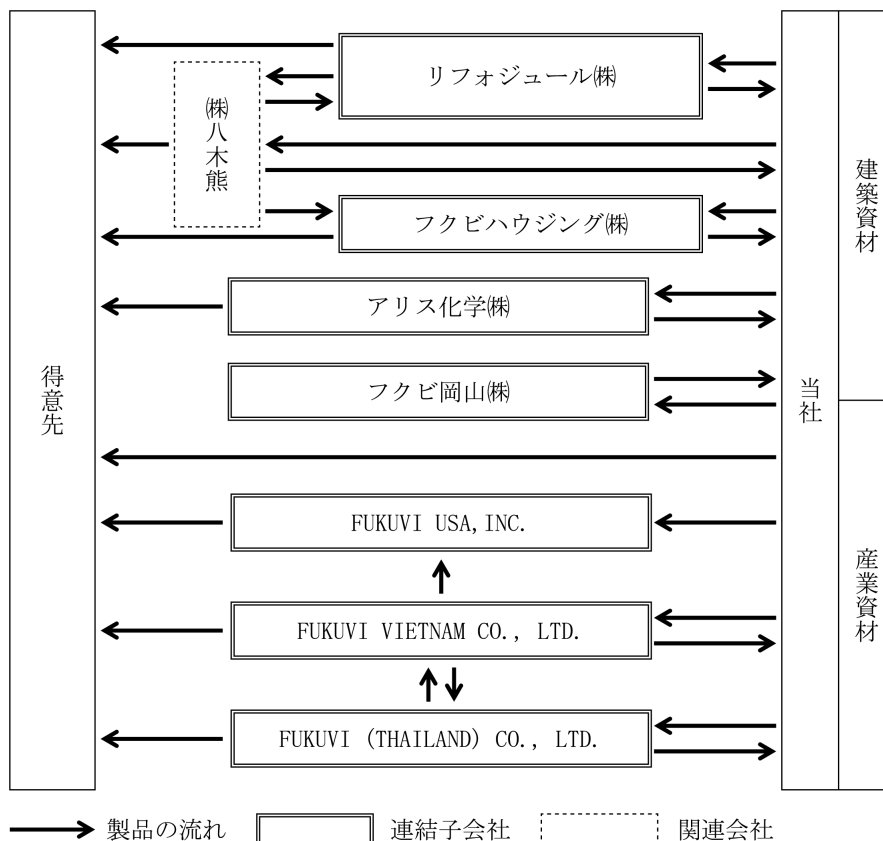 リフォジュール㈱
㈱八木熊
フクビハウジング㈱
アリス化学㈱
フクビ岡山㈱
FUKUVI USA,INC.
FUKUVI VIETNAM CO., LTD.
FUKUVI (THAILAND) CO., LTD.
得意先
当社
建築資材
産業資材
製品の流れ
連結子会社
関連会社